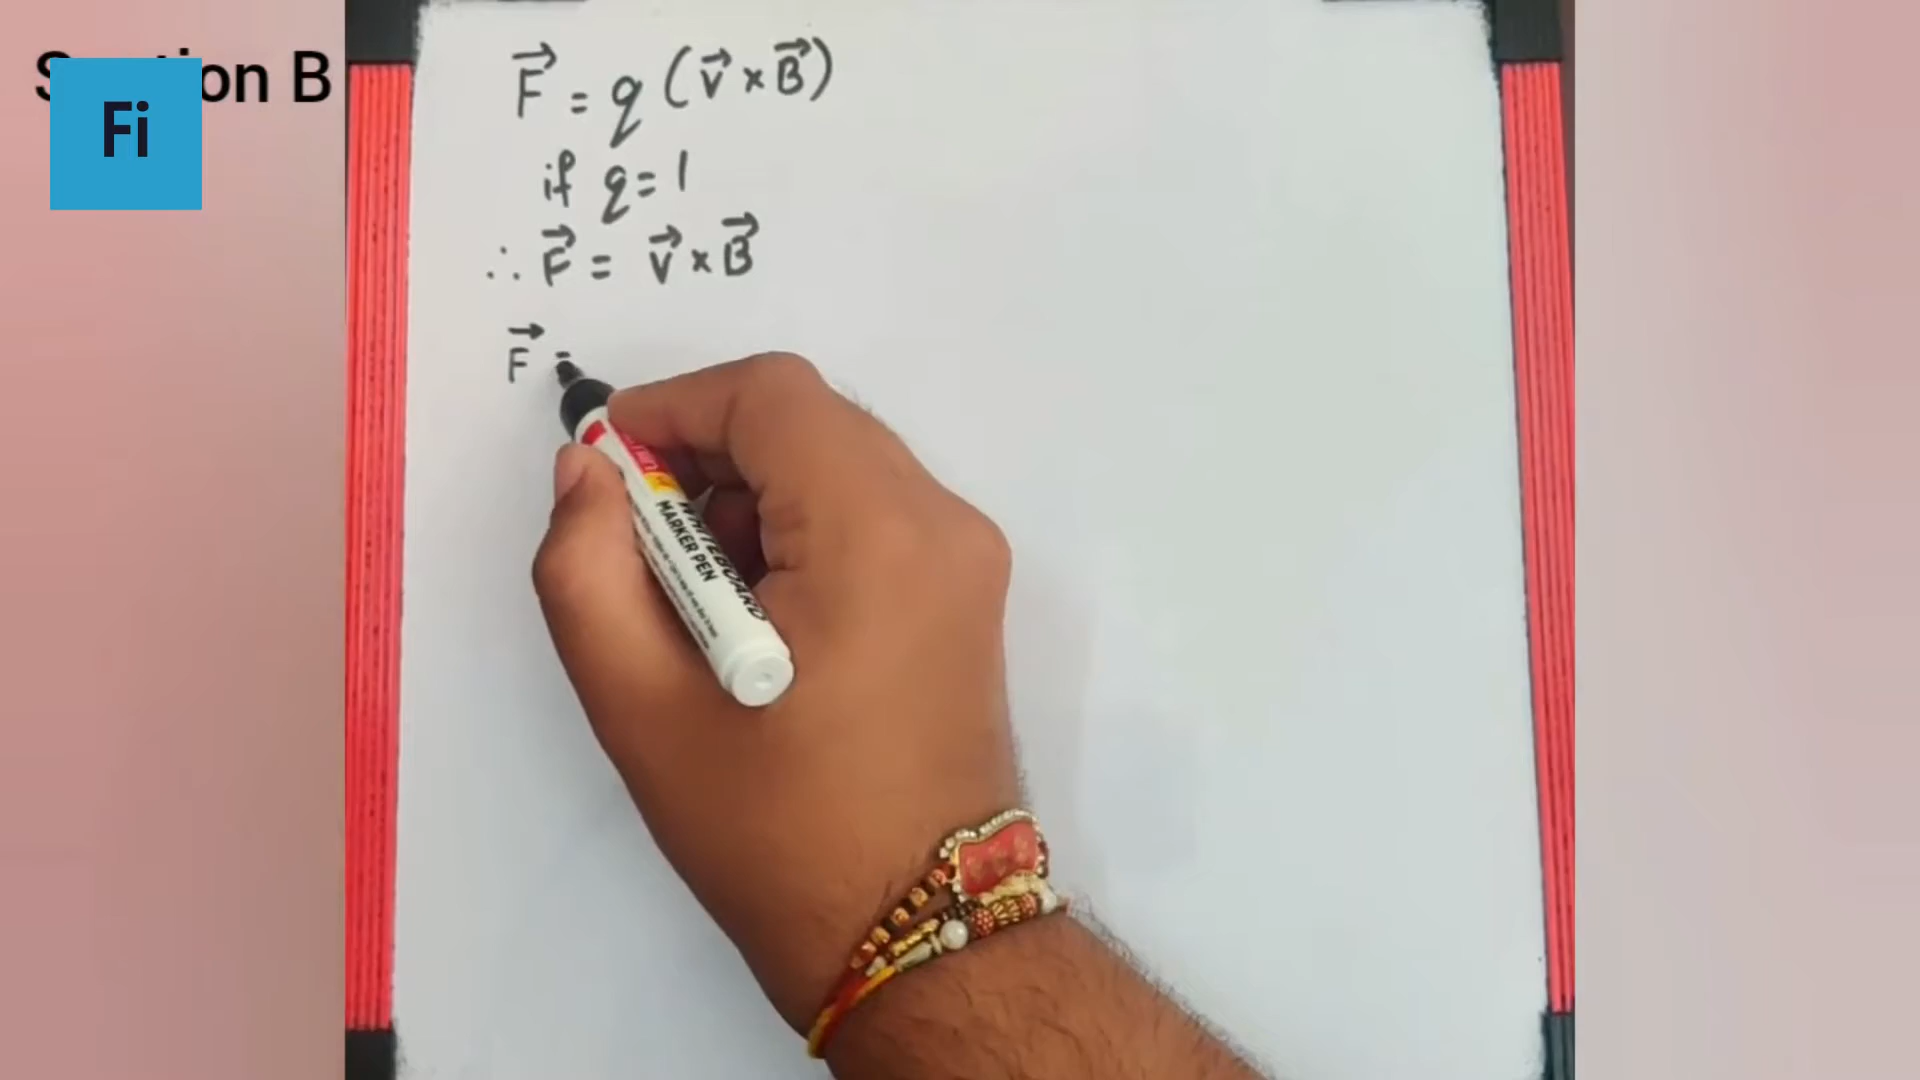 Section B
Fi
F⃗ = q (v⃗ × B⃗)
if q = 1
∴ F⃗ = v⃗ × B⃗
F⃗ =
WHITEBOARD
MARKER PEN